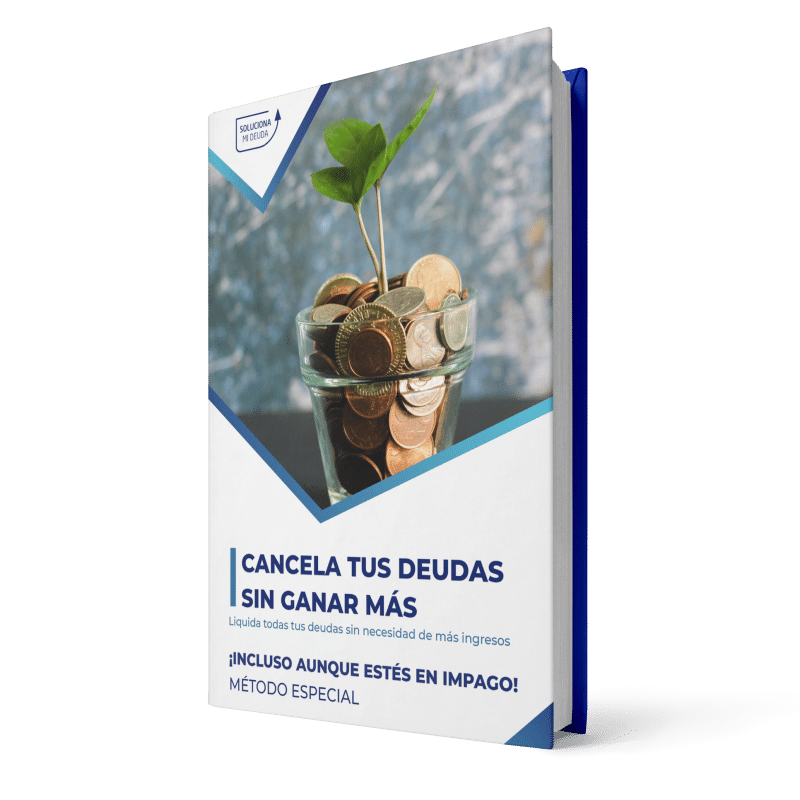 SOLUCIONA
MI DEUDA
CANCELA TUS DEUDAS
SIN GANAR MÁS
Liquida todas tus deudas sin necesidad de más ingresos
¡INCLUSO AUNQUE ESTÉS EN IMPAGO!
MÉTODO ESPECIAL